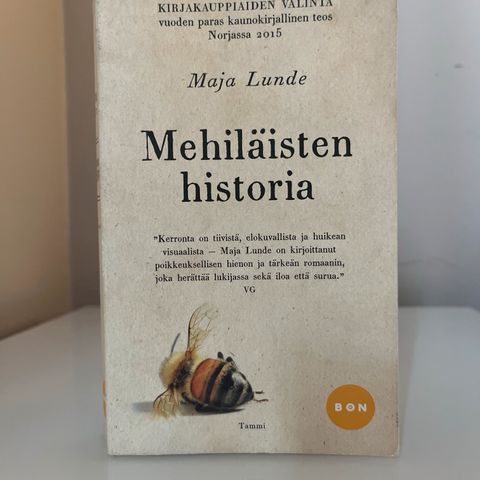 KIRJAKAUPPIAIDEN VALINTA
vuoden paras kaunokirjallinen teos
Norjassa 2015
Maja Lunde
Mehiläisten
historia
"Kerronta on tiivistä, elokuvallista ja huikean
visuaalista – Maja Lunde on kirjoittanut
poikkeuksellisen hienon ja tärkeän romaanin,
joka herättää lukijassa sekä iloa että surua."
VG
BON
Tammi